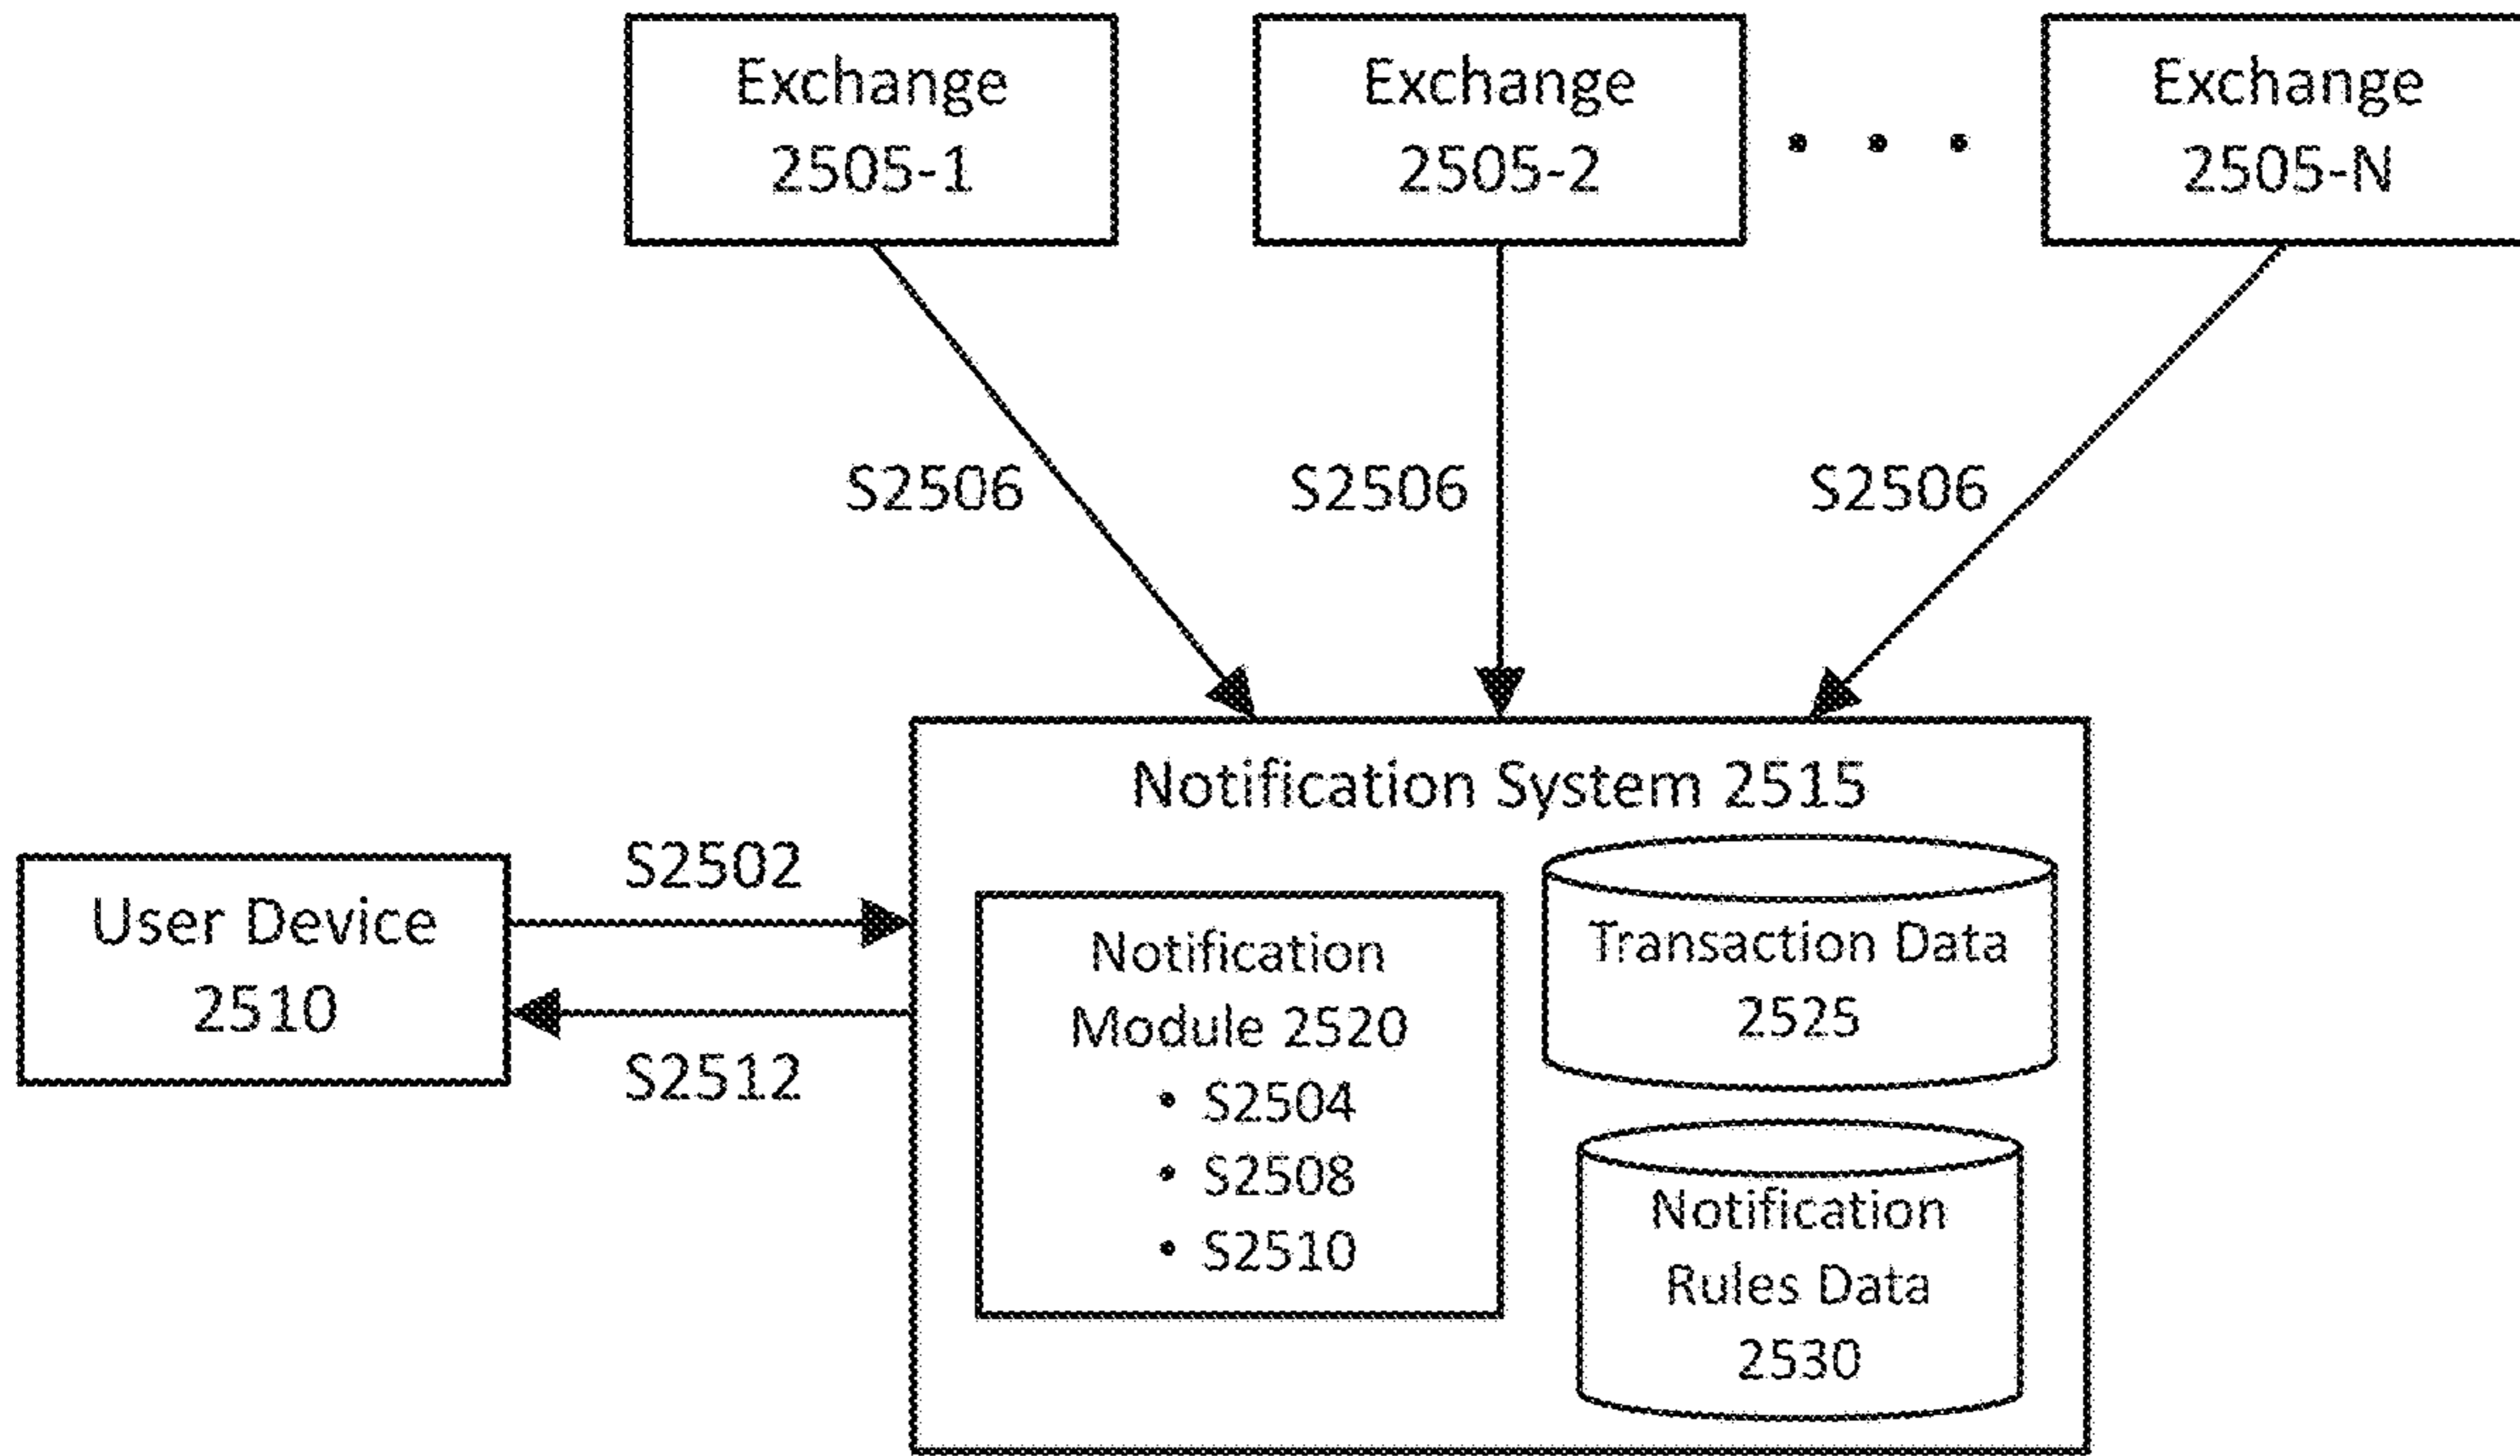 Exchange
2505-1
Exchange
2505-2
• • •
Exchange
2505-N
S2506
S2506
S2506
Notification System 2515
User Device
2510
S2502
S2512
Notification
Module 2520
• S2504
• S2508
• S2510
Transaction Data
2525
Notification
Rules Data
2530